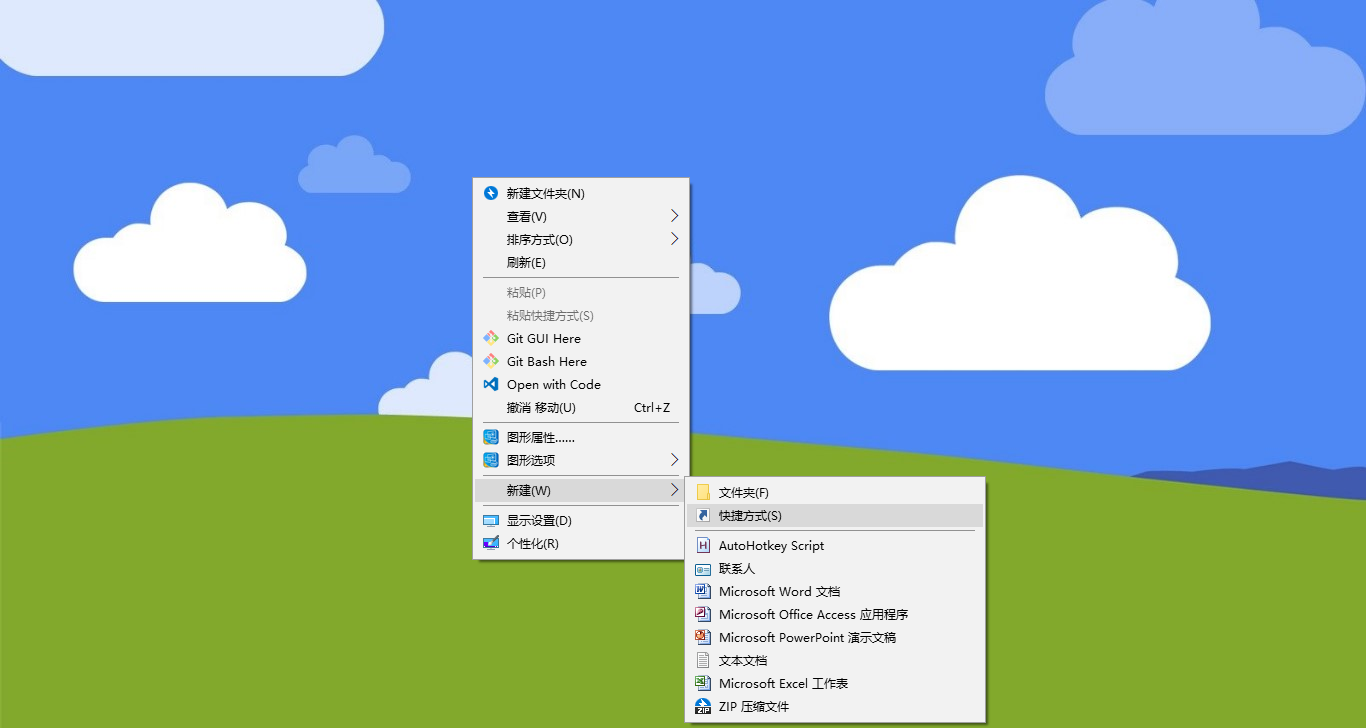 新建文件夹(N)
查看(V)
排序方式(O)
刷新(E)
粘贴(P)
粘贴快捷方式(S)
Git GUI Here
Git Bash Here
Open with Code
撤消 移动(U) Ctrl+Z
图形属性......
图形选项
新建(W)
显示设置(D)
个性化(R)
文件夹(F)
快捷方式(S)
AutoHotkey Script
联系人
Microsoft Word 文档
Microsoft Office Access 应用程序
Microsoft PowerPoint 演示文稿
文本文档
Microsoft Excel 工作表
ZIP 压缩文件